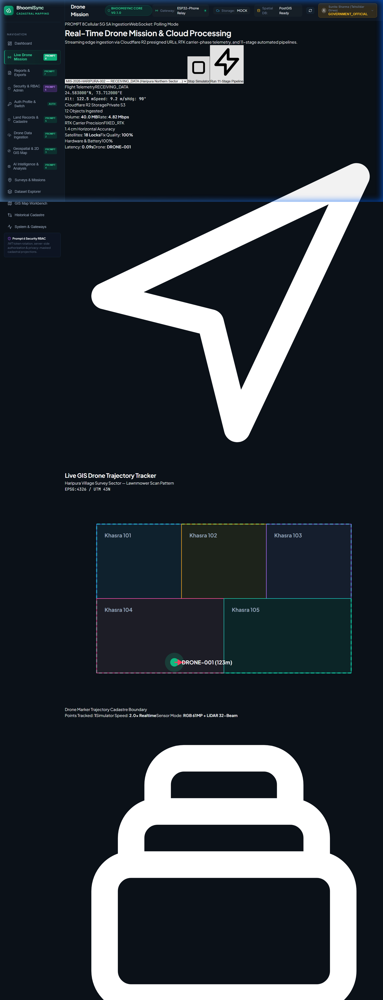 BhoomiSync
CADASTRAL MAPPING
NAVIGATION
Dashboard
Live Drone
Mission
PROMPT
8
Reports &
Exports
PROMPT
7
Security & RBAC
Admin
PROMPT
6
Auth Profile &
Switch
AUTH
Land Records &
Cadastre
PROMPT
5
Drone Data
Ingestion
PROMPT
2
Geospatial & 2D
GIS Map
PROMPT
3
AI Intelligence &
Analysis
PROMPT
4
Surveys & Missions
Dataset Explorer
GIS Map Workbench
Historical Cadastre
System & Gateways
Prompt 6 Security RBAC
JWT token rotation, server-side
authorization & privacy-masked
cadastral projections.
Drone
Mission
BHOOMISYNC CORE
V0.1.0
Gateway:
ESP32-Phone
Relay
Storage: MOCK
Spatial
DB:
PostGIS
Ready
Sunita Sharma (Tehsildar
Girwa)
GOVERNMENT_OFFICIAL
PROMPT 8Cellular 5G SA IngestionWebSocket: Polling Mode
Real-Time Drone Mission & Cloud Processing
Streaming edge ingestion via Cloudflare R2 presigned URLs, RTK carrier-phase telemetry, and 11-stage automated pipelines.
MIS-2026-HARIPURA-002 — RECEIVING_DATA (Haripura Northern Sector ...)
Stop Simulator
Run 11-Stage Pipeline
Flight TelemetryRECEIVING_DATA
24.583000°N, 73.712000°E
Alt: 122.5 mSpeed: 9.2 m/sHdg: 90°
Cloudflare R2 StoragePrivate S3
12 Objects Ingested
Volume: 40.0 MBRate: 4.82 Mbps
RTK Carrier PrecisionFIXED_RTK
1.4 cm Horizontal Accuracy
Satellites: 18 LocksFix Quality: 100%
Hardware & Battery100%
Latency: 0.09sDrone: DRONE-001
Live GIS Drone Trajectory Tracker
Haripura Village Survey Sector — Lawnmower Scan Pattern
EPSG:4326 / UTM 43N
Khasra 101
Khasra 102
Khasra 103
Khasra 104
Khasra 105
DRONE-001 (123m)
Drone Marker Trajectory Cadastre Boundary
Points Tracked: 1Simulator Speed: 2.0x RealtimeSensor Mode: RGB 61MP + LiDAR 32-Beam